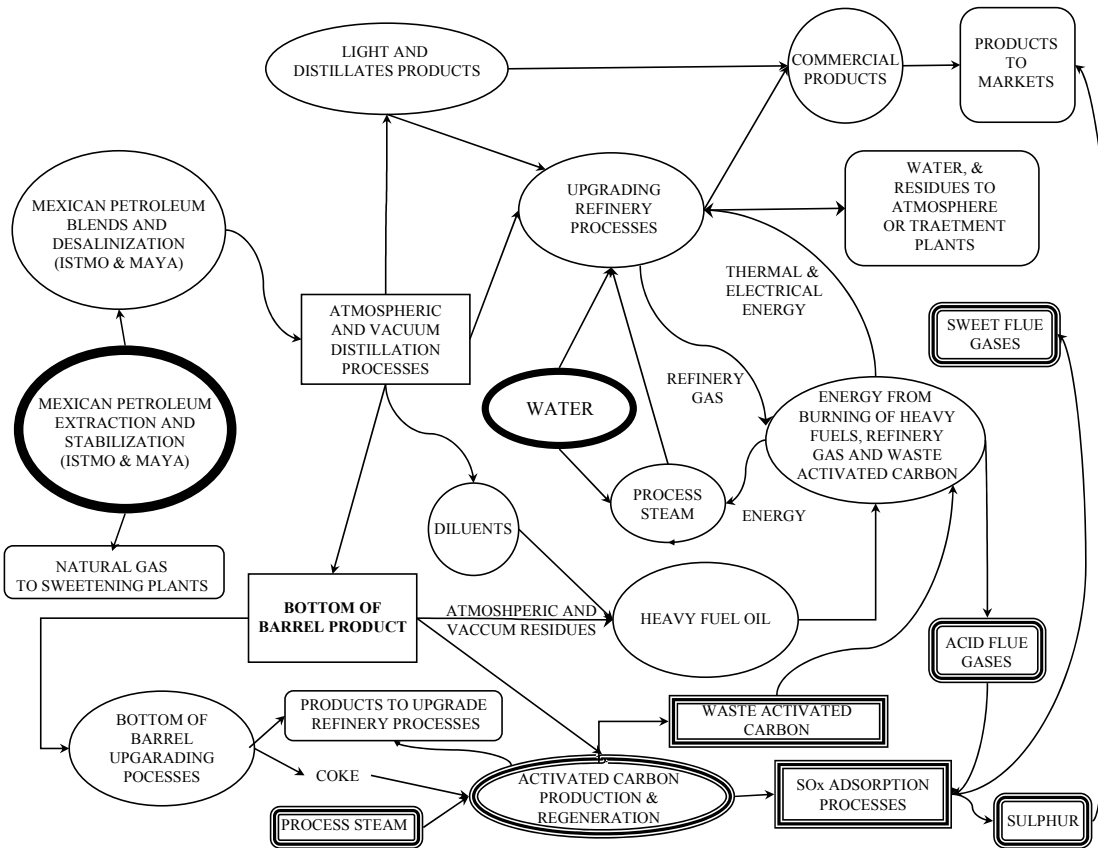 LIGHT AND
DISTILLATES PRODUCTS
COMMERCIAL
PRODUCTS
PRODUCTS
TO
MARKETS
MEXICAN PETROLEUM
BLENDS AND
DESALINIZATION
(ISTMO & MAYA)
UPGRADING
REFINERY
PROCESSES
WATER, &
RESIDUES TO
ATMOSPHERE
OR TRAETMENT
PLANTS
THERMAL &
ELECTRICAL
ENERGY
ATMOSPHERIC
AND VACUUM
DISTILLATION
PROCESSES
SWEET FLUE
GASES
MEXICAN PETROLEUM
EXTRACTION AND
STABILIZATION
(ISTMO & MAYA)
WATER
REFINERY
GAS
ENERGY FROM
BURNING OF HEAVY
FUELS, REFINERY
GAS AND WASTE
ACTIVATED CARBON
PROCESS
STEAM
ENERGY
DILUENTS
NATURAL GAS
TO SWEETENING PLANTS
BOTTOM OF
BARREL PRODUCT
ATMOSHPERIC AND
VACCUM RESIDUES
HEAVY FUEL OIL
ACID FLUE
GASES
PRODUCTS TO UPGRADE
REFINERY PROCESSES
WASTE ACTIVATED
CARBON
BOTTOM OF
BARREL
UPGARADING
POCESSES
COKE
ACTIVATED CARBON
PRODUCTION &
REGENERATION
SOx ADSORPTION
PROCESSES
PROCESS STEAM
SULPHUR